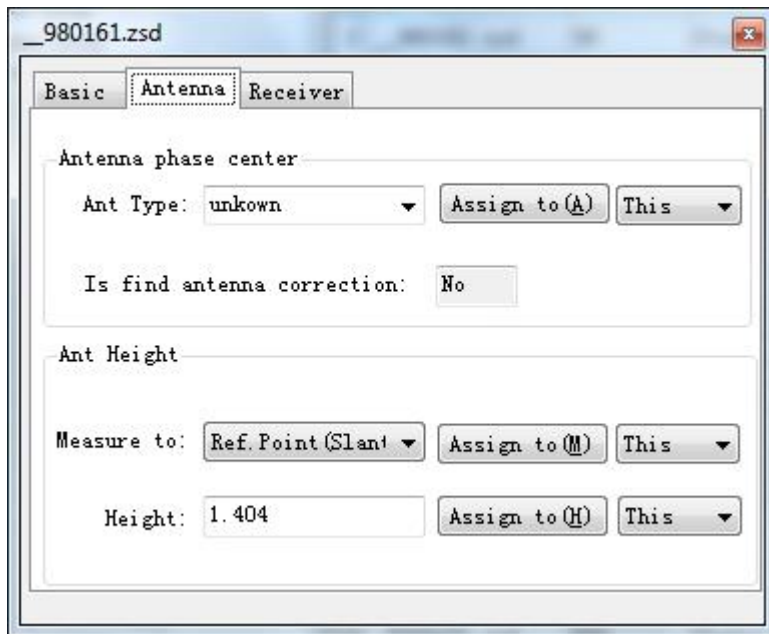 __980161.zsd
Basic Antenna Receiver
Antenna phase center
Ant Type: unkown Assign to(A) This
Is find antenna correction: No
Ant Height
Measure to: Ref.Point(Slant Assign to(M) This
Height: 1.404 Assign to(H) This